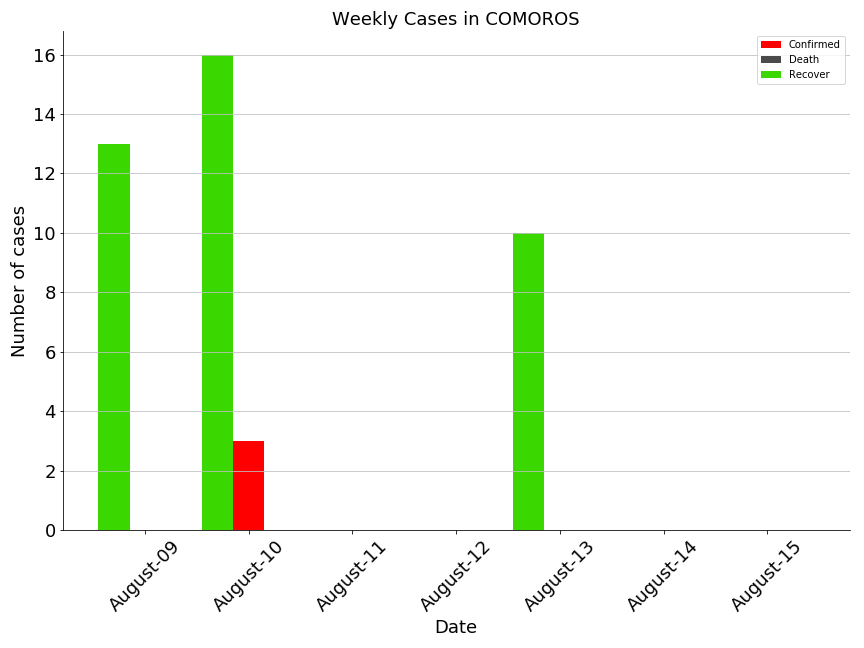 Weekly Cases in COMOROS
Confirmed
Death
Recover
Number of cases
16
14
12
10
8
6
4
2
0
August-09
August-10
August-11
August-12
August-13
August-14
August-15
Date